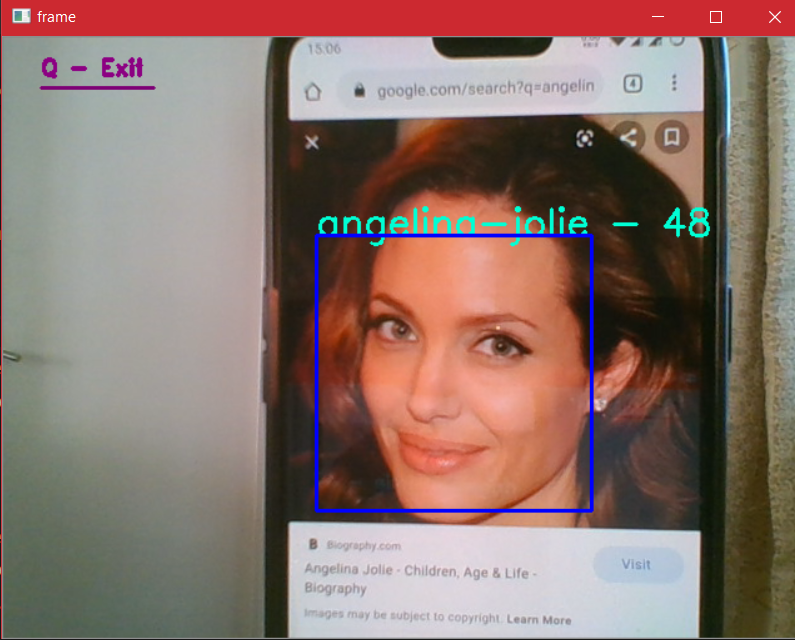 frame
Q - Exit
15:06
google.com/search?q=angelin
4
angelina-jolie - 48
B Biography.com
Angelina Jolie - Children, Age & Life -
Biography
Visit
Images may be subject to copyright. Learn More